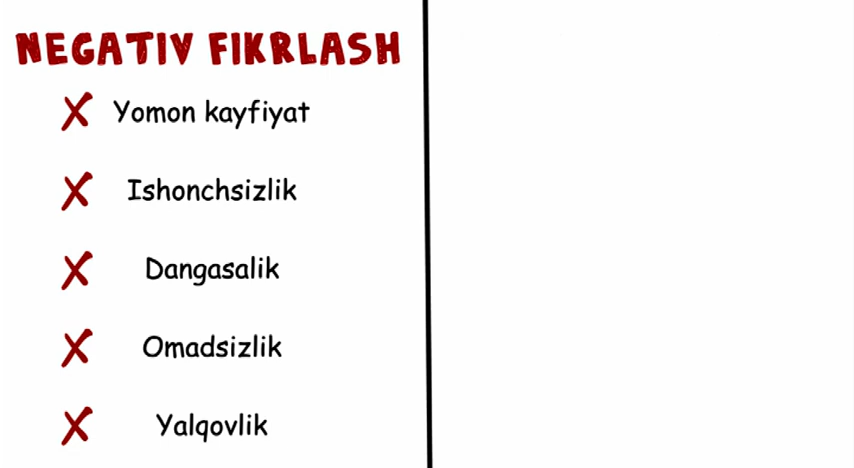 NEGATIV FIKRLASH
Yomon kayfiyat
Ishonchsizlik
Dangasalik
Omadsizlik
Yalqovlik